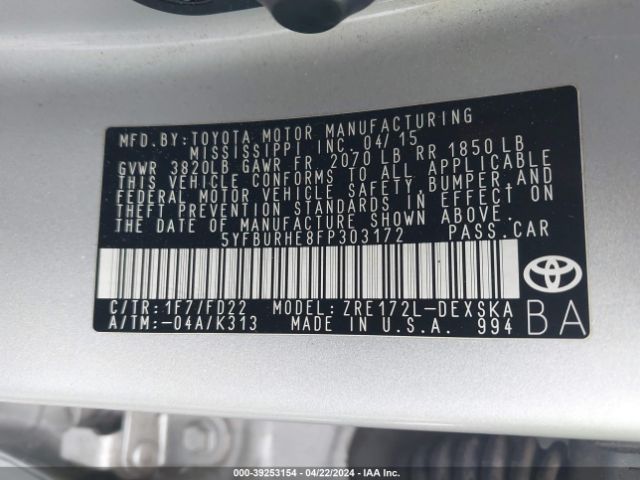 MFD.BY:TOYOTA MOTOR MANUFACTURING
MISSISSIPPI INC. 04/15
GVWR 3820LB GAWR FR 2070 LB RR 1850 LB
THIS VEHICLE CONFORMS TO ALL APPLICABLE
FEDERAL MOTOR VEHICLE SAFETY, BUMPER,AND
THEFT PREVENTION STANDARDS IN EFFECT ON
THE DATE OF MANUFACTURE SHOWN ABOVE.
5YFBURHE8FP303172 PASS.CAR
C/TR:1F7/FD22 MODEL:ZRE172L-DEXSKA
A/TM:-04A/K313 MADE IN U.S.A. 994
BA
000-39253154 - 04/22/2024 - IAA Inc.